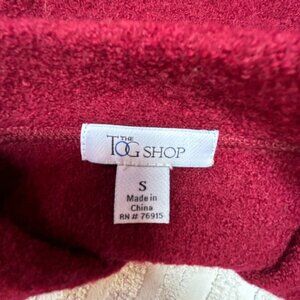 THE
TOG SHOP
S
Made in
China
RN # 76915